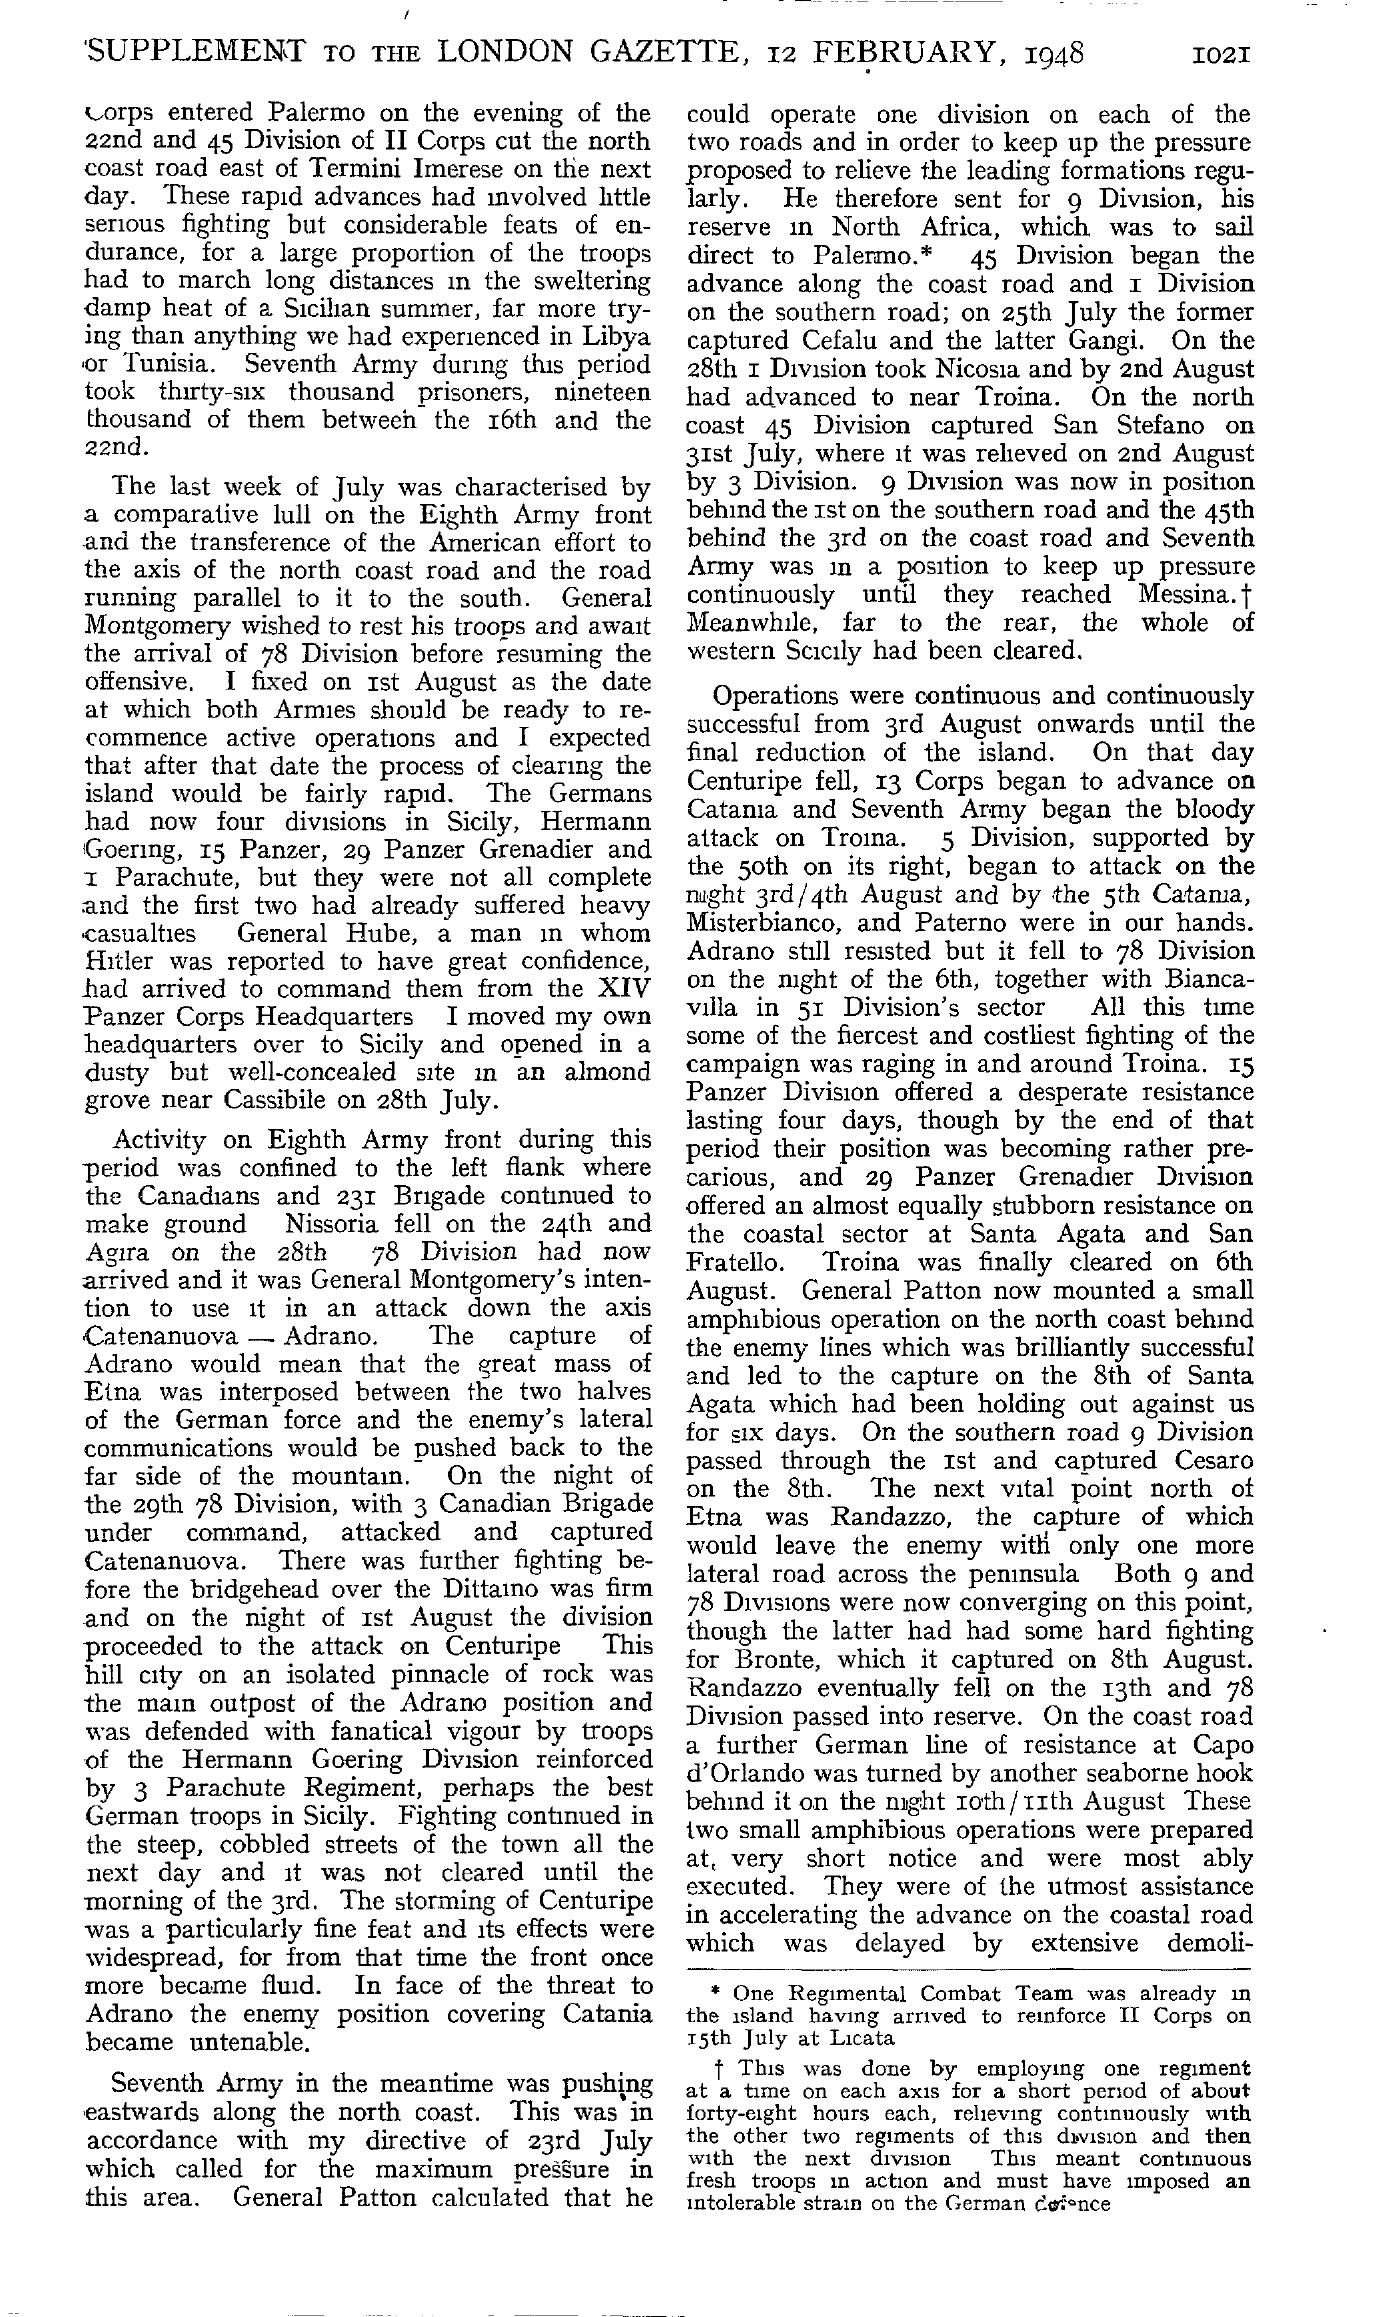 SUPPLEMENT TO THE LONDON GAZETTE, 12 FEBRUARY, 1948 1021
Corps entered Palermo on the evening of the
22nd and 45 Division of II Corps cut the north
coast road east of Termini Imerese on the next
day. These rapid advances had involved little
serious fighting but considerable feats of en-
durance, for a large proportion of the troops
had to march long distances in the sweltering
damp heat of a Sicilian summer, far more try-
ing than anything we had experienced in Libya
or Tunisia. Seventh Army during this period
took thirty-six thousand prisoners, nineteen
thousand of them between the 16th and the
22nd.
The last week of July was characterised by
a comparative lull on the Eighth Army front
and the transference of the American effort to
the axis of the north coast road and the road
running parallel to it to the south. General
Montgomery wished to rest his troops and await
the arrival of 78 Division before resuming the
offensive. I fixed on 1st August as the date
at which both Armies should be ready to re-
commence active operations and I expected
that after that date the process of clearing the
island would be fairly rapid. The Germans
had now four divisions in Sicily, Hermann
Goering, 15 Panzer, 29 Panzer Grenadier and
1 Parachute, but they were not all complete
and the first two had already suffered heavy
casualties General Hube, a man in whom
Hitler was reported to have great confidence,
had arrived to command them from the XIV
Panzer Corps Headquarters I moved my own
headquarters over to Sicily and opened in a
dusty but well-concealed site in an almond
grove near Cassibile on 28th July.
Activity on Eighth Army front during this
period was confined to the left flank where
the Canadians and 231 Brigade continued to
make ground Nissoria fell on the 24th and
Agira on the 28th 78 Division had now
arrived and it was General Montgomery's inten-
tion to use it in an attack down the axis
Catenanuova — Adrano. The capture of
Adrano would mean that the great mass of
Etna was interposed between the two halves
of the German force and the enemy's lateral
communications would be pushed back to the
far side of the mountain. On the night of
the 29th 78 Division, with 3 Canadian Brigade
under command, attacked and captured
Catenanuova. There was further fighting be-
fore the bridgehead over the Dittaino was firm
and on the night of 1st August the division
proceeded to the attack on Centuripe This
hill city on an isolated pinnacle of rock was
the main outpost of the Adrano position and
was defended with fanatical vigour by troops
of the Hermann Goering Division reinforced
by 3 Parachute Regiment, perhaps the best
German troops in Sicily. Fighting continued in
the steep, cobbled streets of the town all the
next day and it was not cleared until the
morning of the 3rd. The storming of Centuripe
was a particularly fine feat and its effects were
widespread, for from that time the front once
more became fluid. In face of the threat to
Adrano the enemy position covering Catania
became untenable.
Seventh Army in the meantime was pushing
eastwards along the north coast. This was in
accordance with my directive of 23rd July
which called for the maximum pressure in
this area. General Patton calculated that he
could operate one division on each of the
two roads and in order to keep up the pressure
proposed to relieve the leading formations regu-
larly. He therefore sent for 9 Division, his
reserve in North Africa, which was to sail
direct to Palermo.* 45 Division began the
advance along the coast road and 1 Division
on the southern road; on 25th July the former
captured Cefalu and the latter Gangi. On the
28th 1 Division took Nicosia and by 2nd August
had advanced to near Troina. On the north
coast 45 Division captured San Stefano on
31st July, where it was relieved on 2nd August
by 3 Division. 9 Division was now in position
behind the 1st on the southern road and the 45th
behind the 3rd on the coast road and Seventh
Army was in a position to keep up pressure
continuously until they reached Messina.†
Meanwhile, far to the rear, the whole of
western Scicily had been cleared.
Operations were continuous and continuously
successful from 3rd August onwards until the
final reduction of the island. On that day
Centuripe fell, 13 Corps began to advance on
Catania and Seventh Army began the bloody
attack on Troina. 5 Division, supported by
the 50th on its right, began to attack on the
night 3rd/4th August and by the 5th Catania,
Misterbianco, and Paterno were in our hands.
Adrano still resisted but it fell to 78 Division
on the night of the 6th, together with Bianca-
villa in 51 Division's sector All this time
some of the fiercest and costliest fighting of the
campaign was raging in and around Troina. 15
Panzer Division offered a desperate resistance
lasting four days, though by the end of that
period their position was becoming rather pre-
carious, and 29 Panzer Grenadier Division
offered an almost equally stubborn resistance on
the coastal sector at Santa Agata and San
Fratello. Troina was finally cleared on 6th
August. General Patton now mounted a small
amphibious operation on the north coast behind
the enemy lines which was brilliantly successful
and led to the capture on the 8th of Santa
Agata which had been holding out against us
for six days. On the southern road 9 Division
passed through the 1st and captured Cesaro
on the 8th. The next vital point north of
Etna was Randazzo, the capture of which
would leave the enemy with only one more
lateral road across the peninsula Both 9 and
78 Divisions were now converging on this point,
though the latter had had some hard fighting
for Bronte, which it captured on 8th August.
Randazzo eventually fell on the 13th and 78
Division passed into reserve. On the coast road
a further German line of resistance at Capo
d'Orlando was turned by another seaborne hook
behind it on the night 10th/11th August These
two small amphibious operations were prepared
at very short notice and were most ably
executed. They were of the utmost assistance
in accelerating the advance on the coastal road
which was delayed by extensive demoli-
* One Regimental Combat Team was already in
the island having arrived to reinforce II Corps on
15th July at Licata
† This was done by employing one regiment
at a time on each axis for a short period of about
forty-eight hours each, relieving continuously with
the other two regiments of this division and then
with the next division This meant continuous
fresh troops in action and must have imposed an
intolerable strain on the German defence